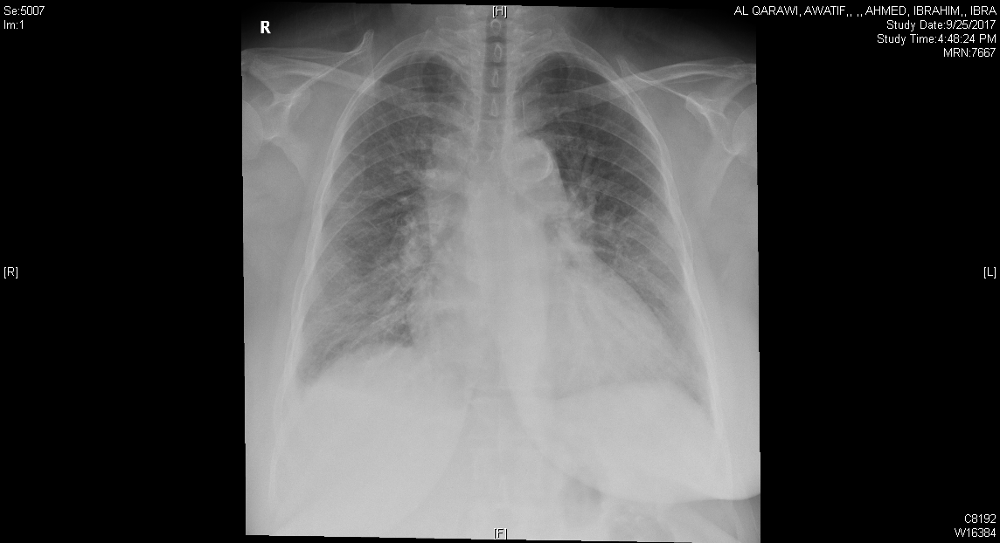 Se:5007
Im:1
R
[H]
AL QARAWI, AWATIF,, ,, AHMED, IBRAHIM,, IBRA
Study Date:9/25/2017
Study Time:4:48:24 PM
MRN:7667
[R]
[L]
[F]
C8192
W16384